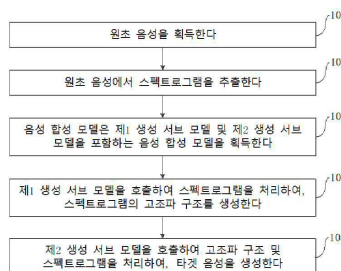 원초 음성을 획득한다
10
원초 음성에서 스펙트로그램을 추출한다
10
음성 합성 모델은 제1 생성 서브 모델 및 제2 생성 서브
모델을 포함하는 음성 합성 모델을 획득한다
10
제1 생성 서브 모델을 호출하여 스펙트로그램을 처리하여,
스펙트로그램의 고조파 구조를 생성한다
10
제2 생성 서브 모델을 호출하여 고조파 구조 및
스펙트로그램을 처리하여, 타겟 음성을 생성한다
10